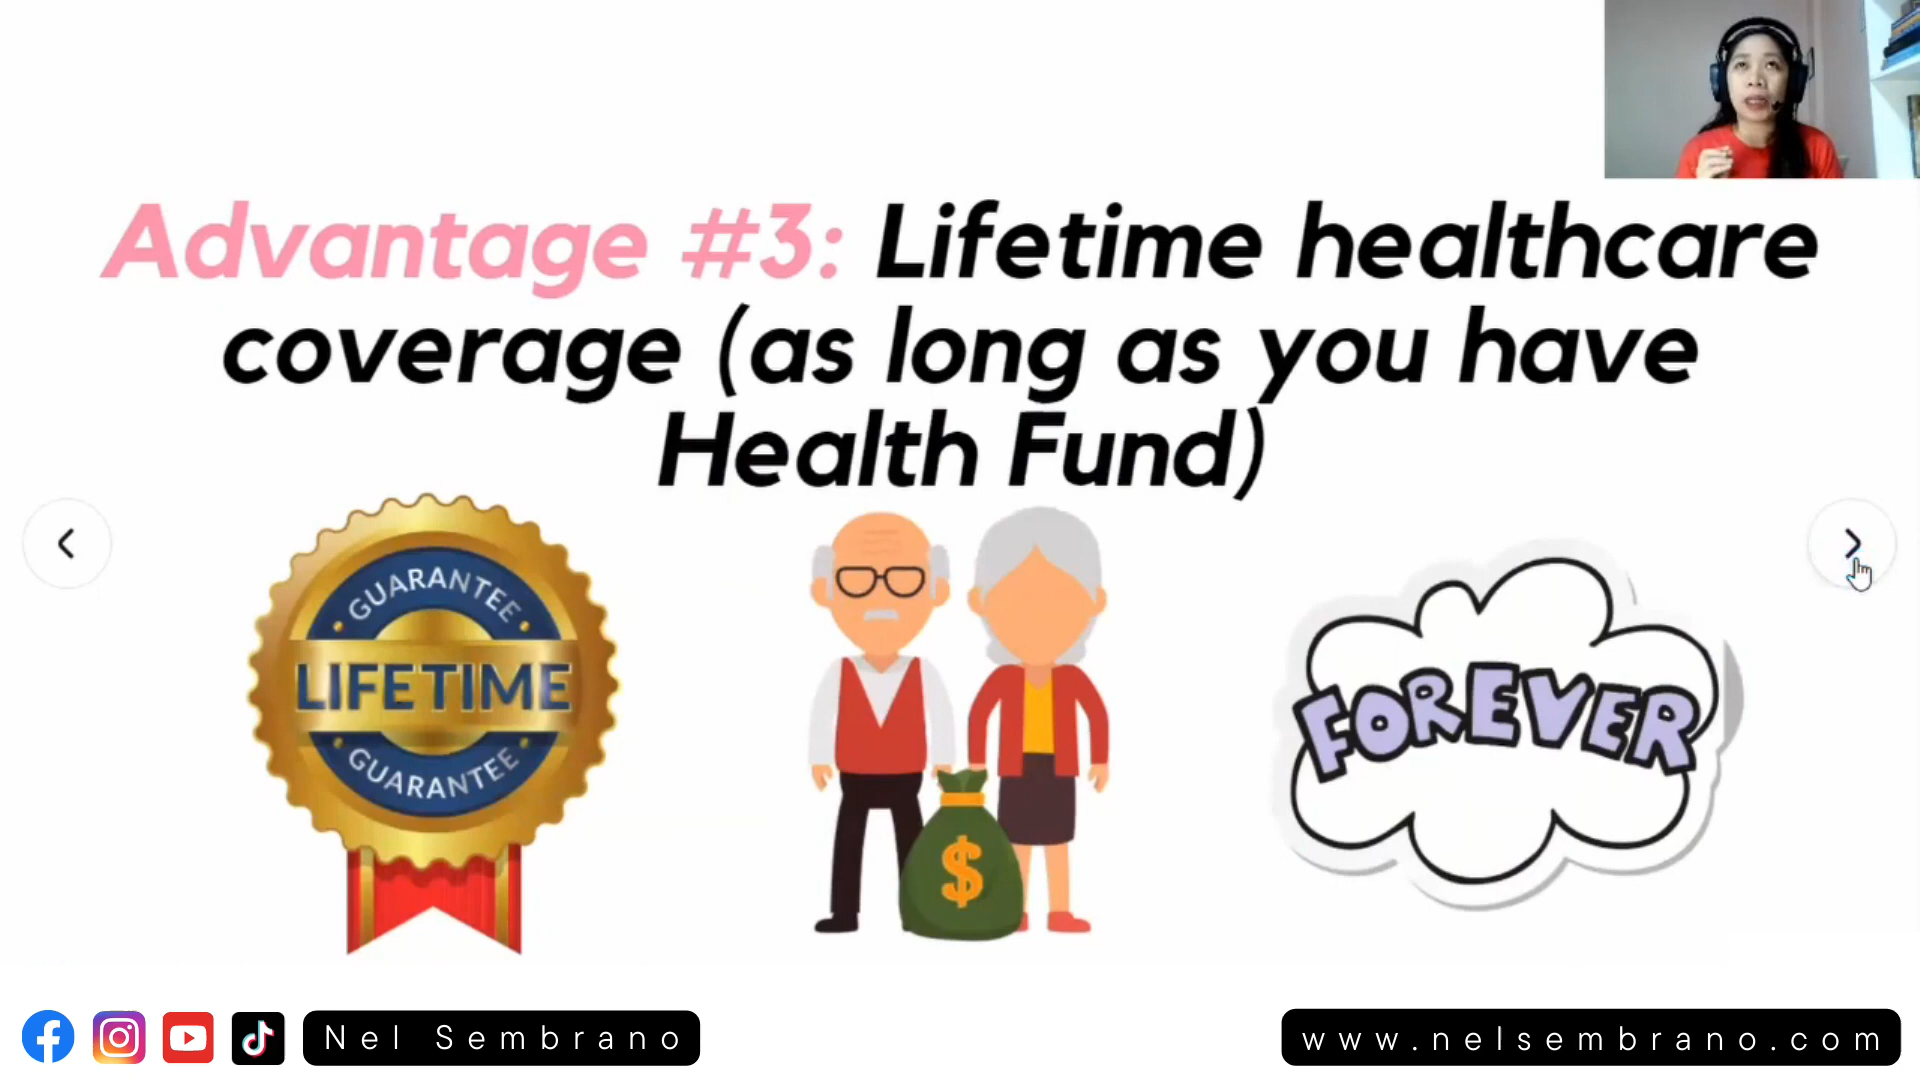 Advantage #3: Lifetime healthcare
coverage (as long as you have
Health Fund)
GUARANTEE
LIFETIME
GUARANTEE
$
FOREVER
Nel Sembrano
www.nelsembrano.com